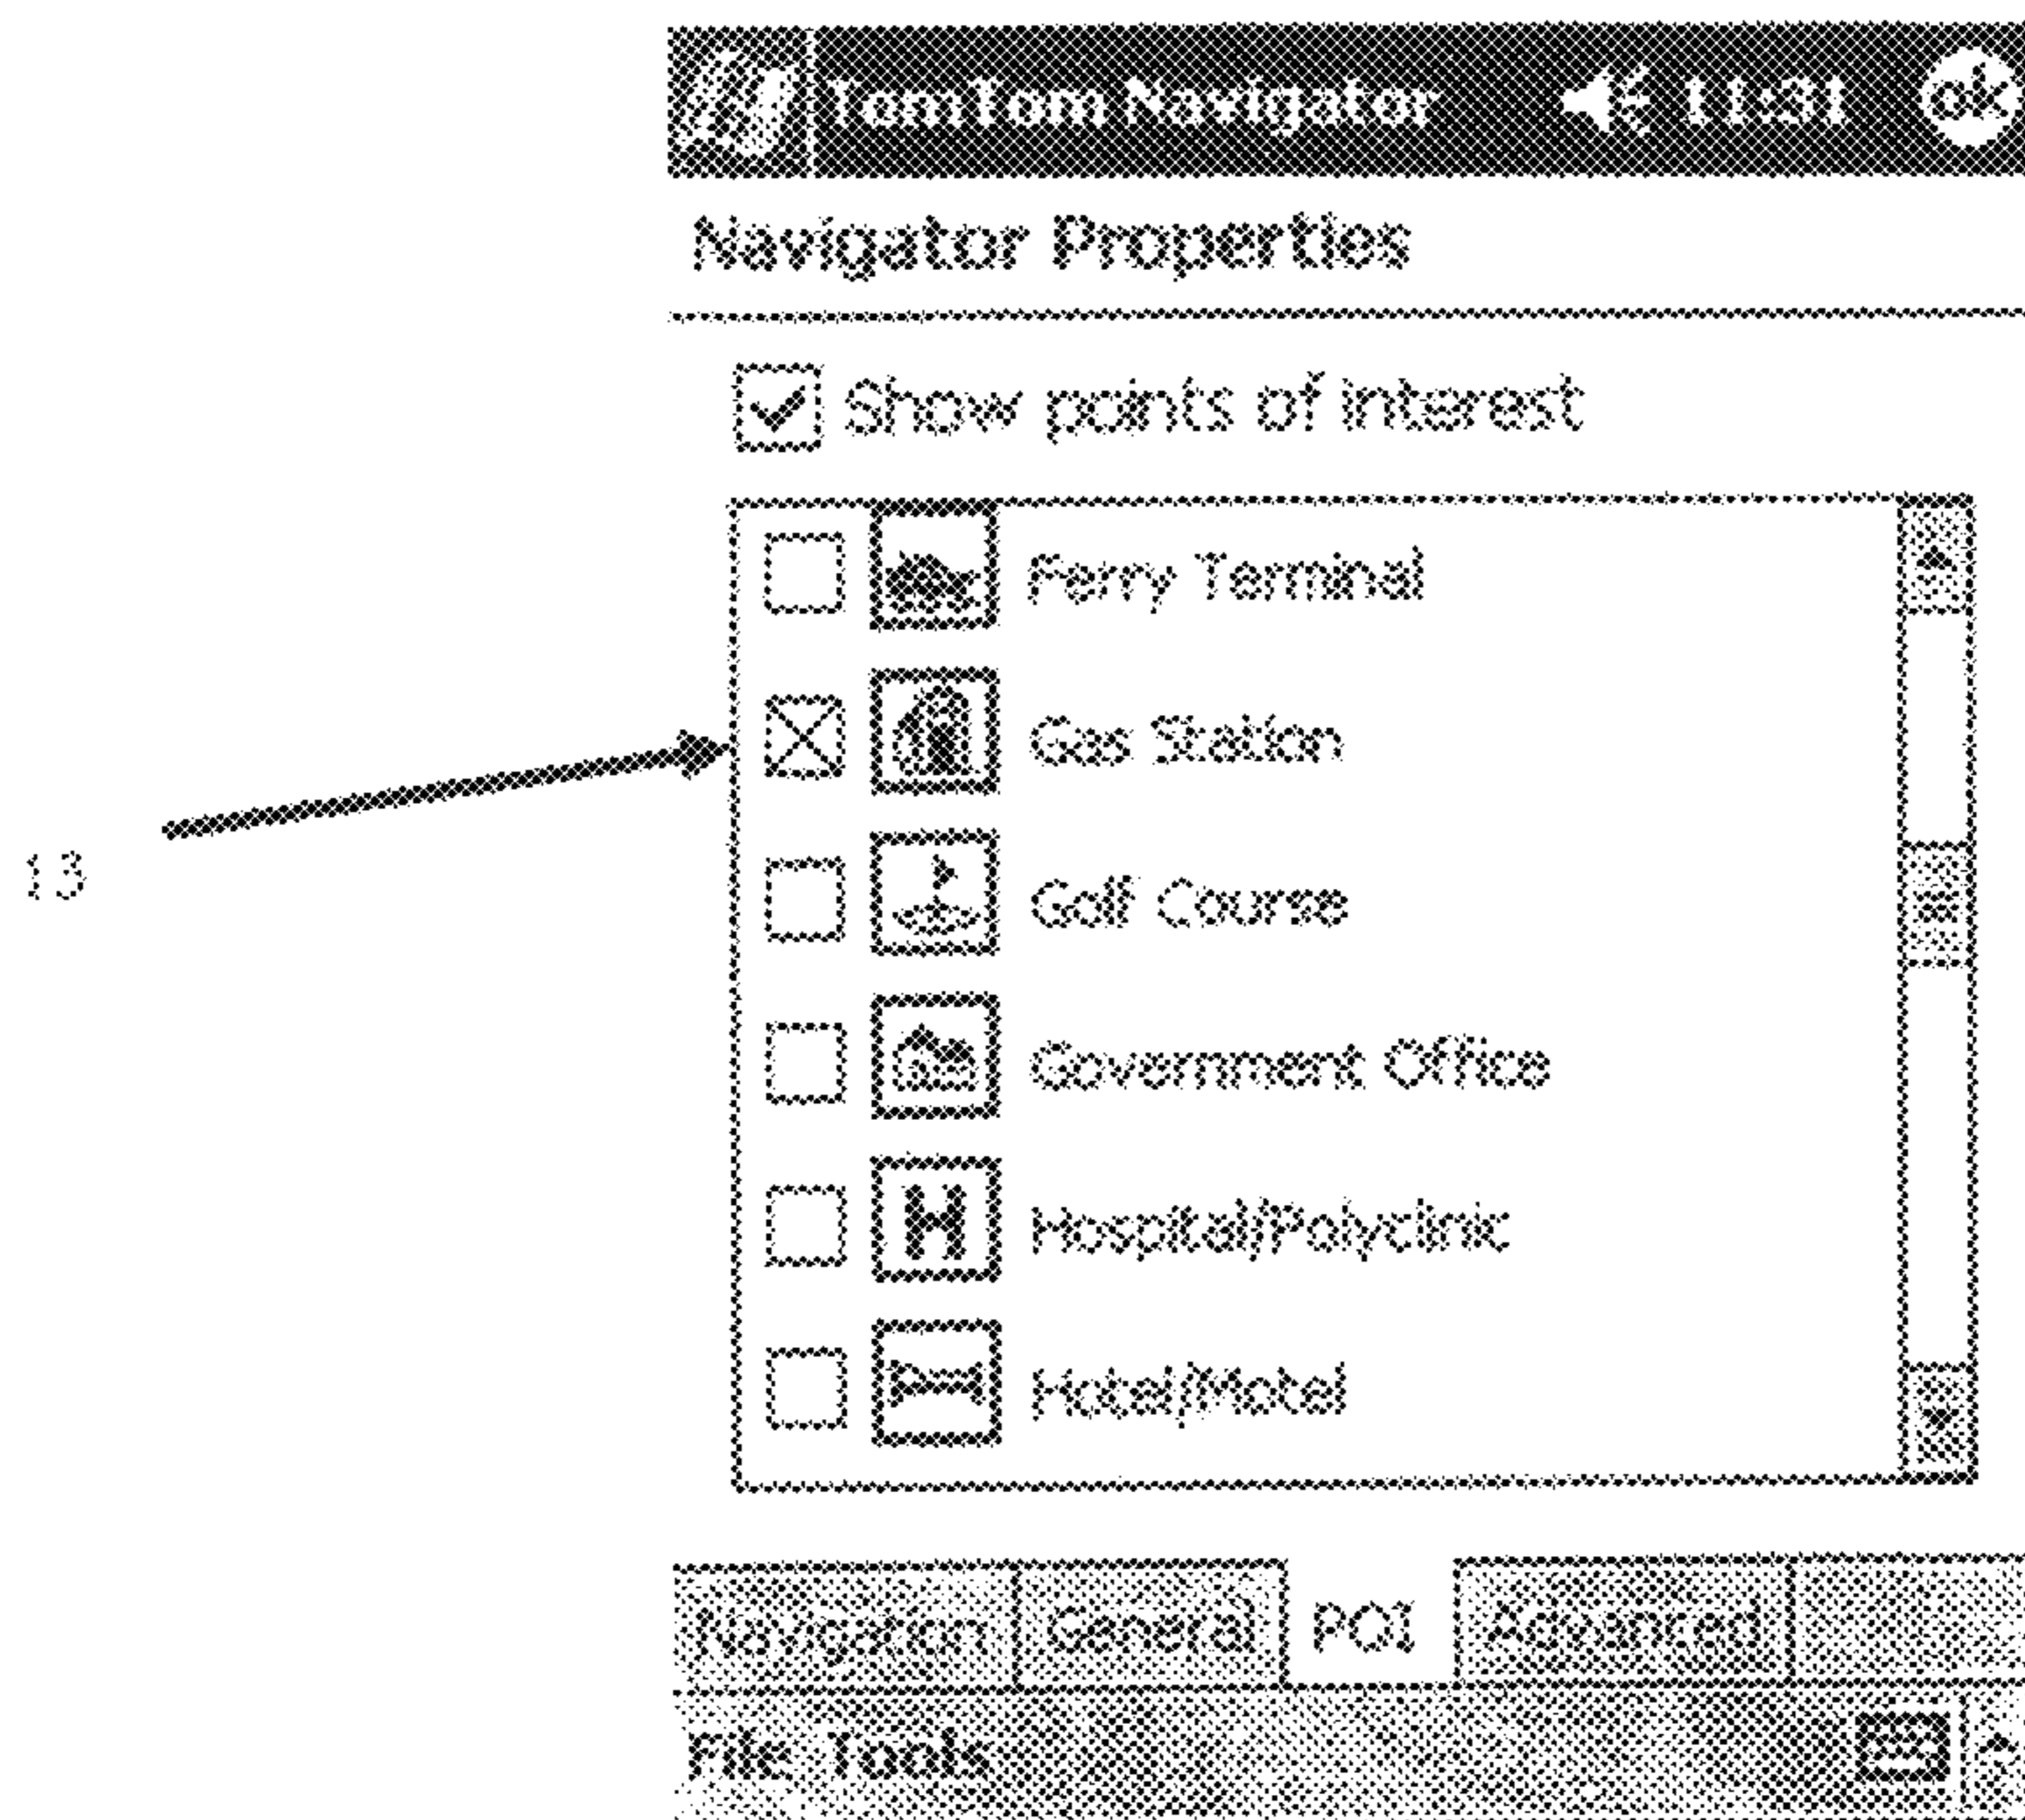 TomTom Navigator 11:31 ok
Navigator Properties
Show points of interest
Ferry Terminal
Gas Station
13
Golf Course
Government Office
H Hospital/Polyclinic
Hotel/Motel
Navigation General POI Advanced
File Tools